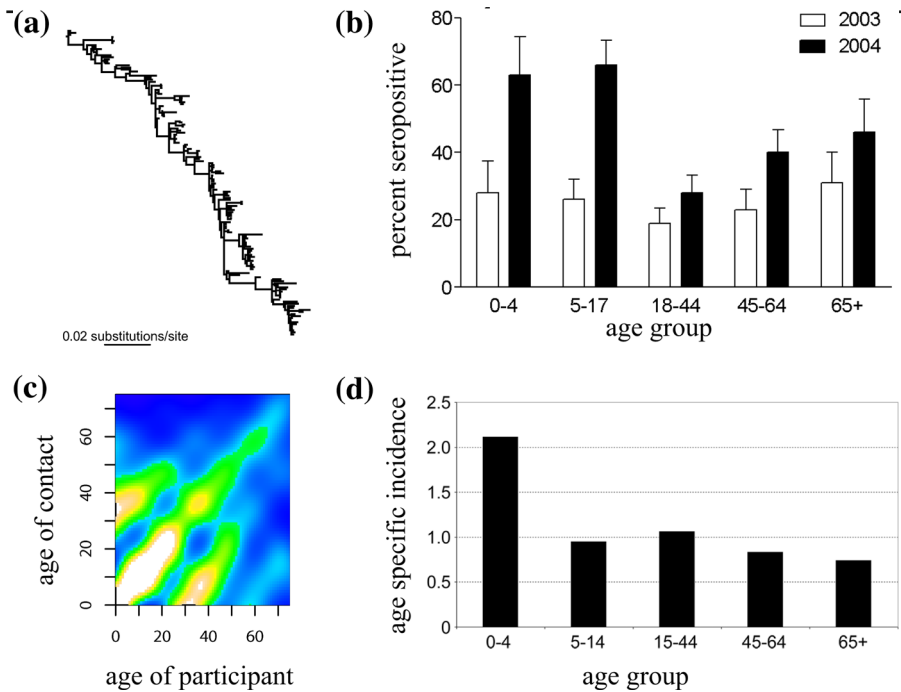 (a)
0.02 substitutions/site
(b)
2003
2004
percent seropositive
80
60
40
20
0
0-4 5-17 18-44 45-64 65+
age group
(c)
age of contact
60
40
20
0
0 20 40 60
age of participant
(d)
age specific incidence
2.5
2.0
1.5
1.0
0.5
0
0-4 5-14 15-44 45-64 65+
age group